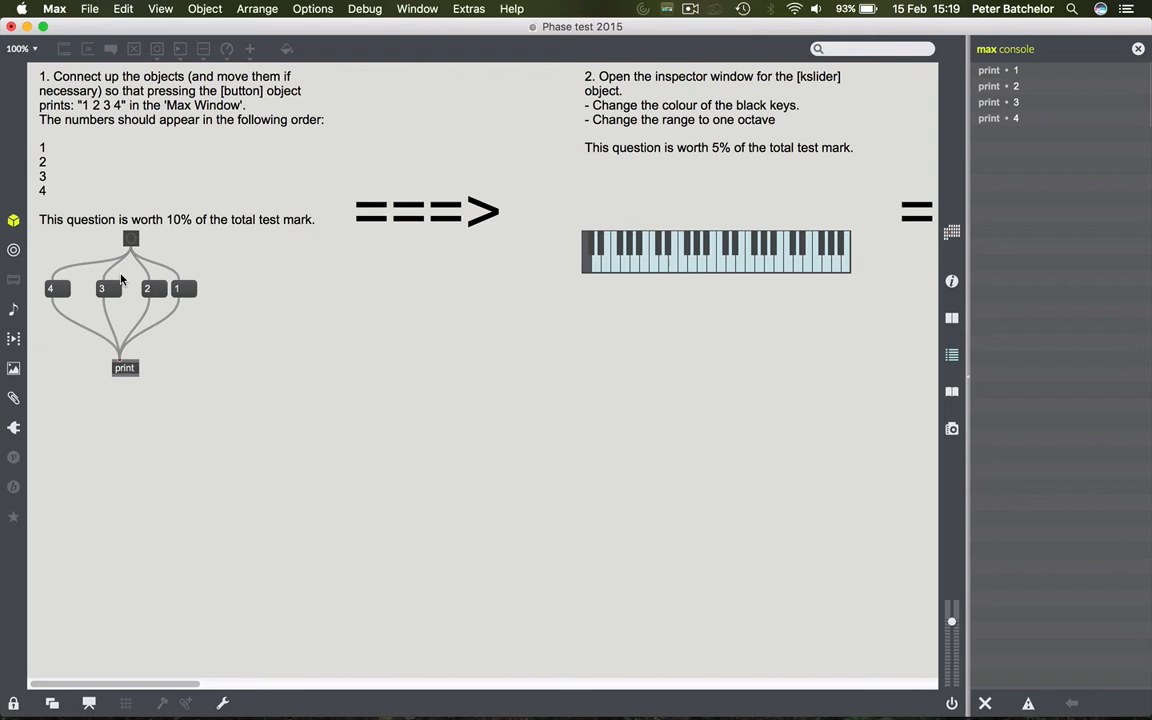 Max File Edit View Object Arrange Options Debug Window Extras Help 93% 15 Feb 15:19 Peter Batchelor
Phase test 2015
100%
max console
1. Connect up the objects (and move them if
necessary) so that pressing the [button] object
prints: "1 2 3 4" in the 'Max Window'.
The numbers should appear in the following order:
1
2
3
4
This question is worth 10% of the total test mark.
===>
4 3 2 1
print
2. Open the inspector window for the [kslider]
object.
- Change the colour of the black keys.
- Change the range to one octave
This question is worth 5% of the total test mark.
=
print • 1
print • 2
print • 3
print • 4